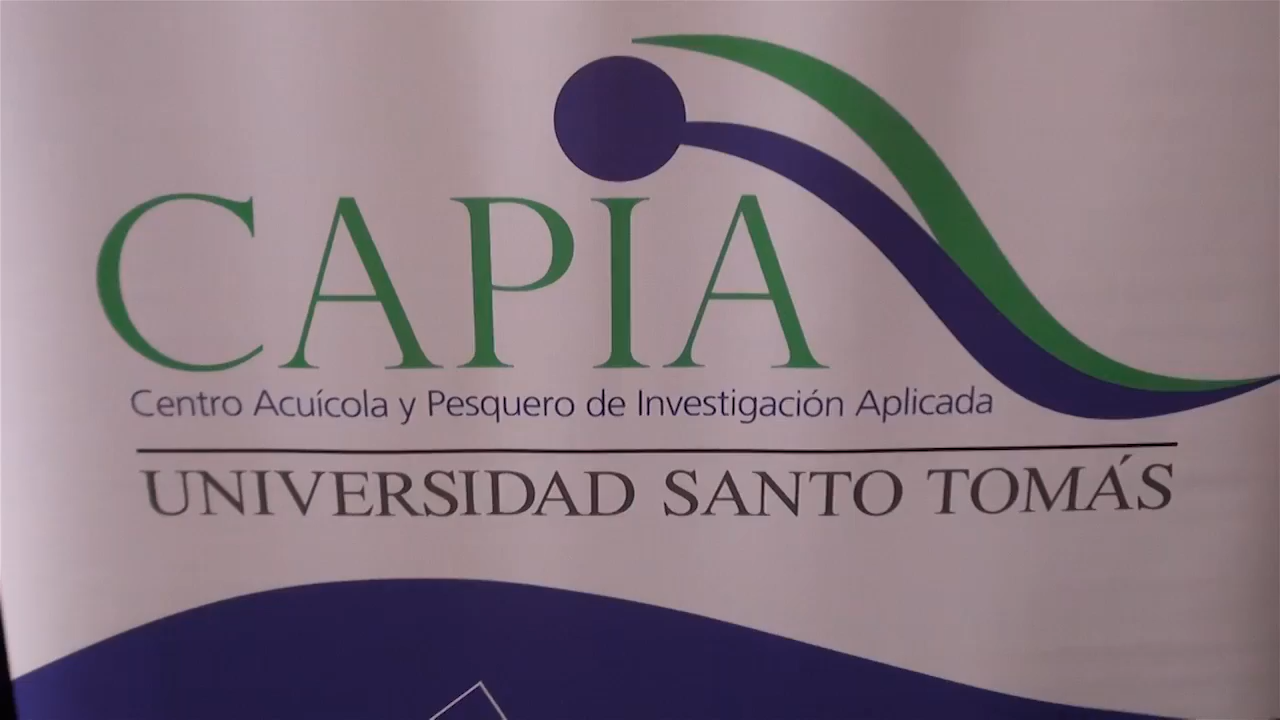 CAPIA
Centro Acuícola y Pesquero de Investigación Aplicada
UNIVERSIDAD SANTO TOMÁS